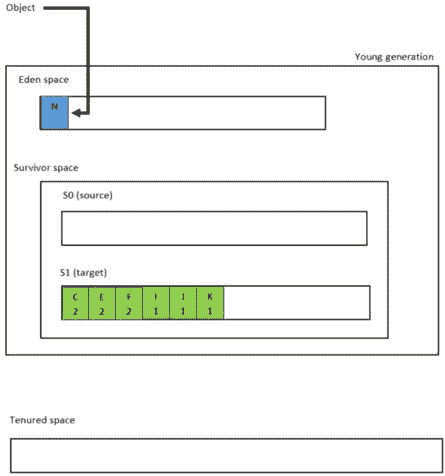 Object
Young generation
Eden space
N
Survivor space
S0 (source)
S1 (target)
C E F K
2 2 2 1 1 1
Tenured space